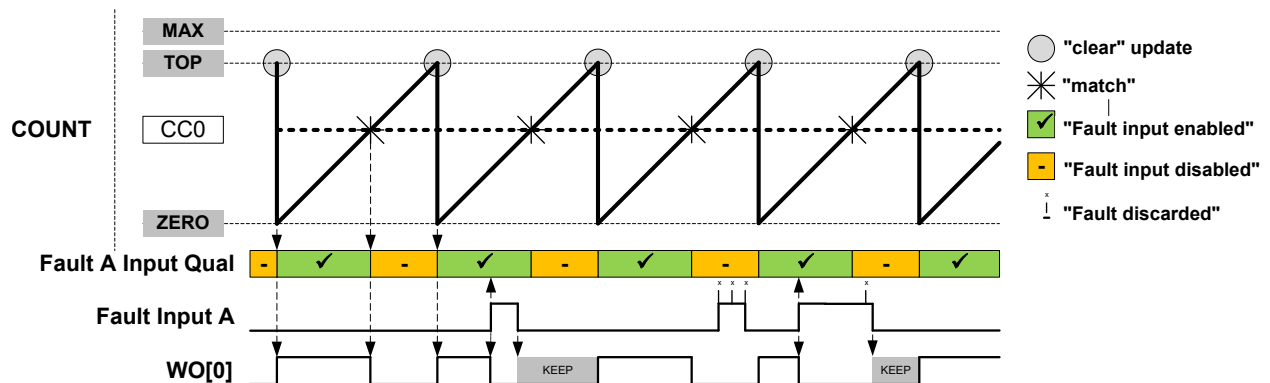 MAX
TOP
"clear" update
"match"
COUNT
CC0
"Fault input enabled"
"Fault input disabled"
x
"Fault discarded"
ZERO
Fault A Input Qual
- ✓ - ✓ - ✓ - ✓ - ✓
x x x x
Fault Input A
WO[0]
KEEP KEEP